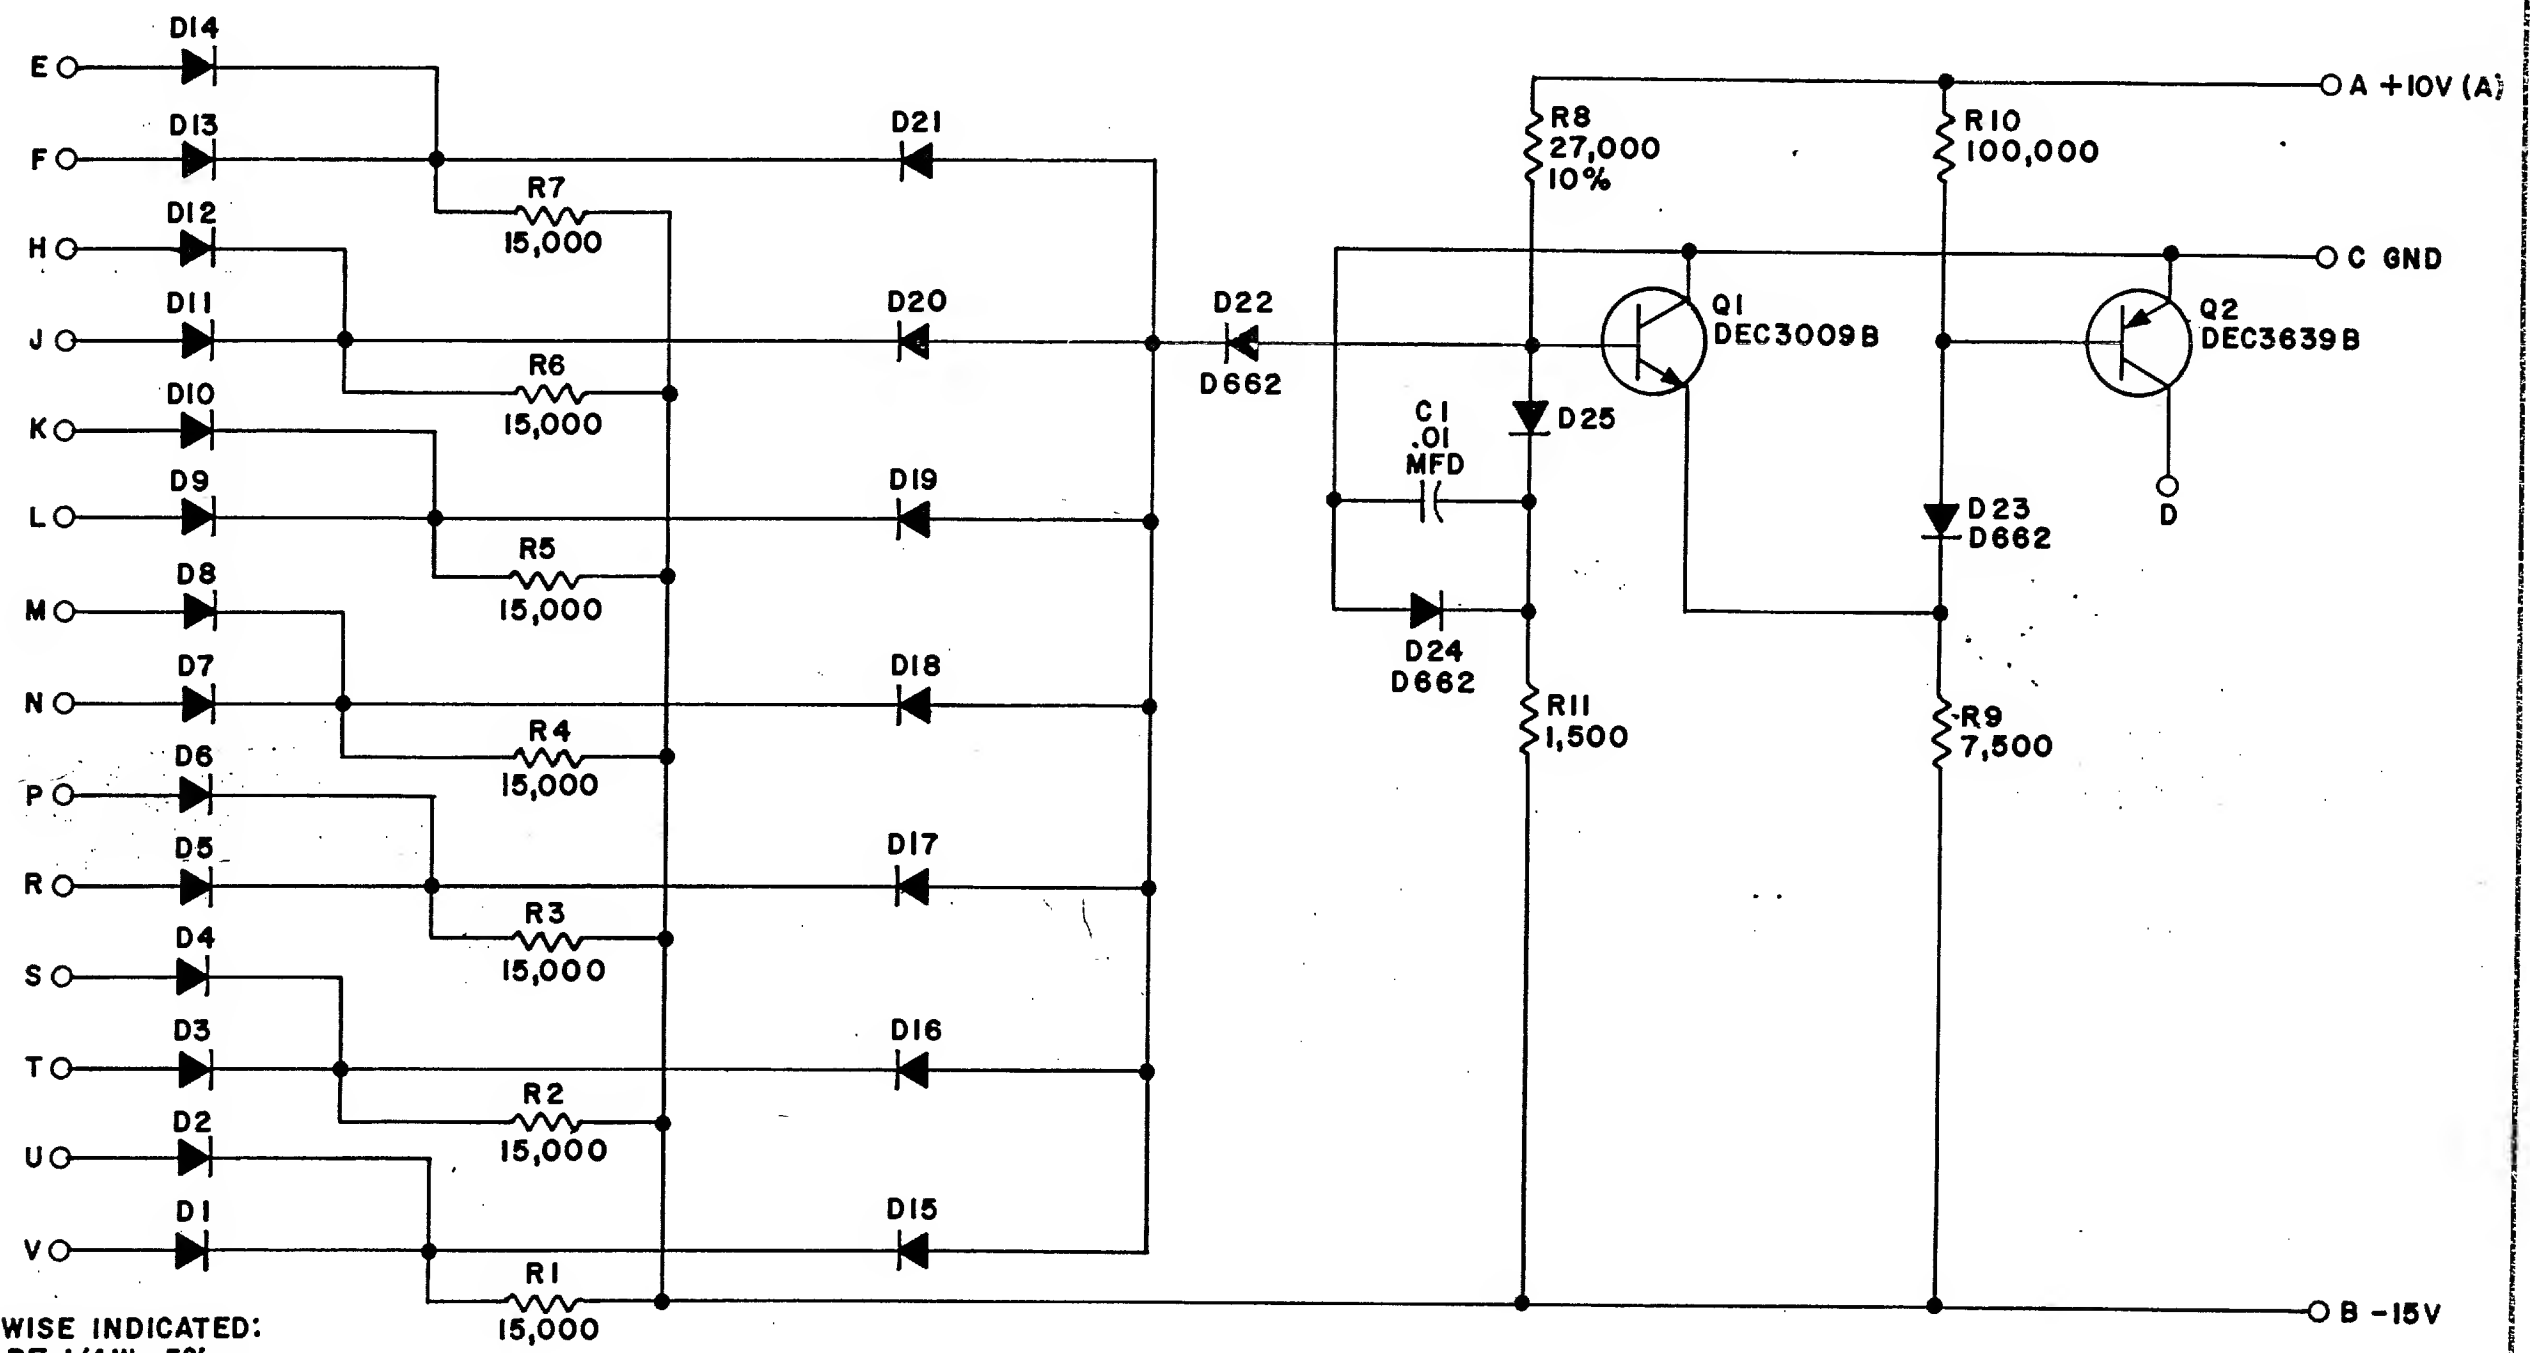 D14
E
D13
F
D21
R7
15,000
D12
H
D11
J
D20
R6
15,000
D10
K
D9
L
D19
R5
15,000
D8
M
D7
N
D18
R4
15,000
D6
P
D5
R
D17
R3
15,000
D4
S
D3
T
D16
R2
15,000
D2
U
D1
V
D15
R1
15,000
D22
D662
R8
27,000
10%
R10
100,000
A +10V (A)
C GND
Q1
DEC3009B
Q2
DEC3639B
C1
.01
MFD
D25
D23
D662
D
D24
D662
R11
1,500
R9
7,500
B -15V
WISE INDICATED: